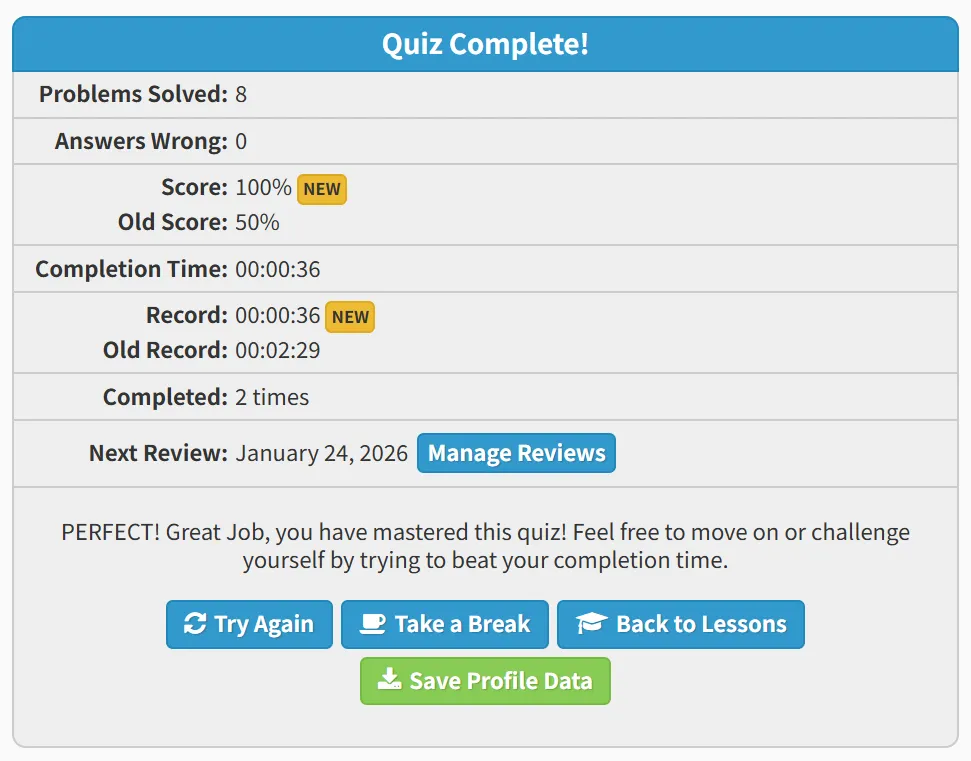 Quiz Complete!
Problems Solved: 8
Answers Wrong: 0
Score: 100% NEW
Old Score: 50%
Completion Time: 00:00:36
Record: 00:00:36 NEW
Old Record: 00:02:29
Completed: 2 times
Next Review: January 24, 2026 Manage Reviews
PERFECT! Great Job, you have mastered this quiz! Feel free to move on or challenge
yourself by trying to beat your completion time.
Try Again Take a Break Back to Lessons
Save Profile Data